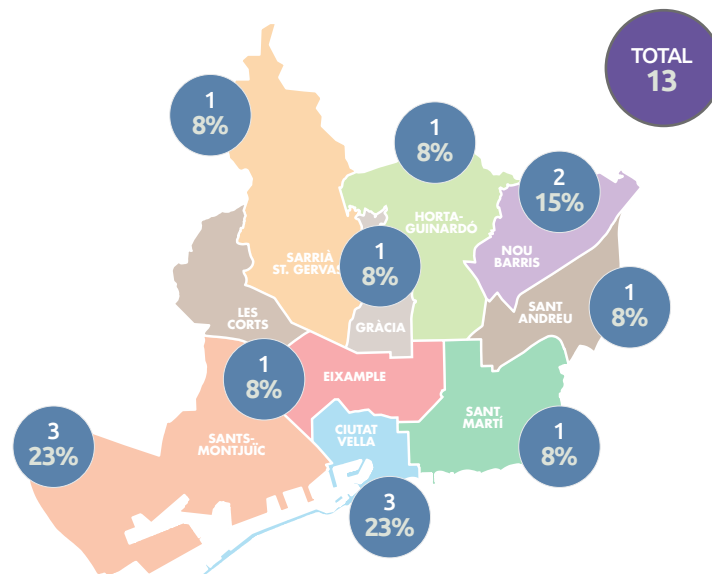 TOTAL
13
1
8%
1
8%
2
15%
HORTA-
GUINARDÓ
NOU
BARRIS
SARRIÀ
ST. GERVAS
1
8%
1
8%
SANT
ANDREU
LES
CORTS
GRÀCIA
1
8%
EIXAMPLE
SANT
MARTÍ
3
23%
SANTS-
MONTJUÏC
CIUTAT
VELLA
1
8%
3
23%